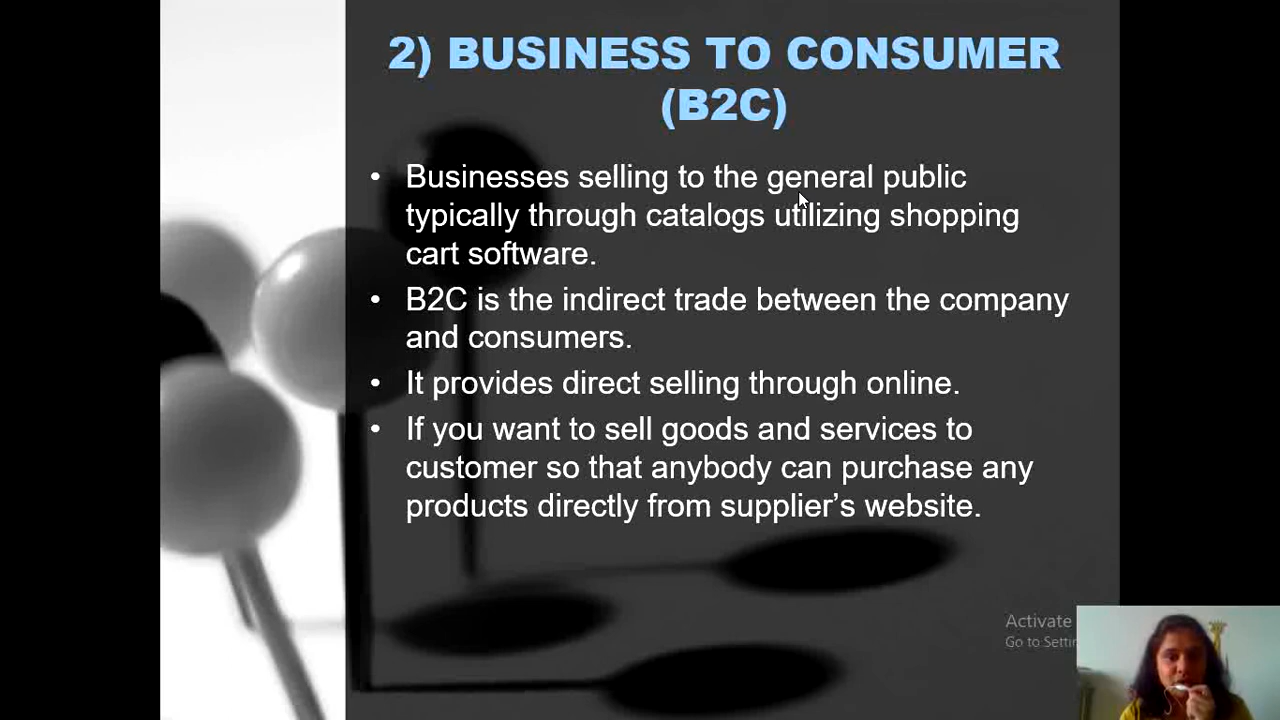 2) BUSINESS TO CONSUMER
(B2C)
• Businesses selling to the general public
typically through catalogs utilizing shopping
cart software.
• B2C is the indirect trade between the company
and consumers.
• It provides direct selling through online.
• If you want to sell goods and services to
customer so that anybody can purchase any
products directly from supplier’s website.
Activate
Go to